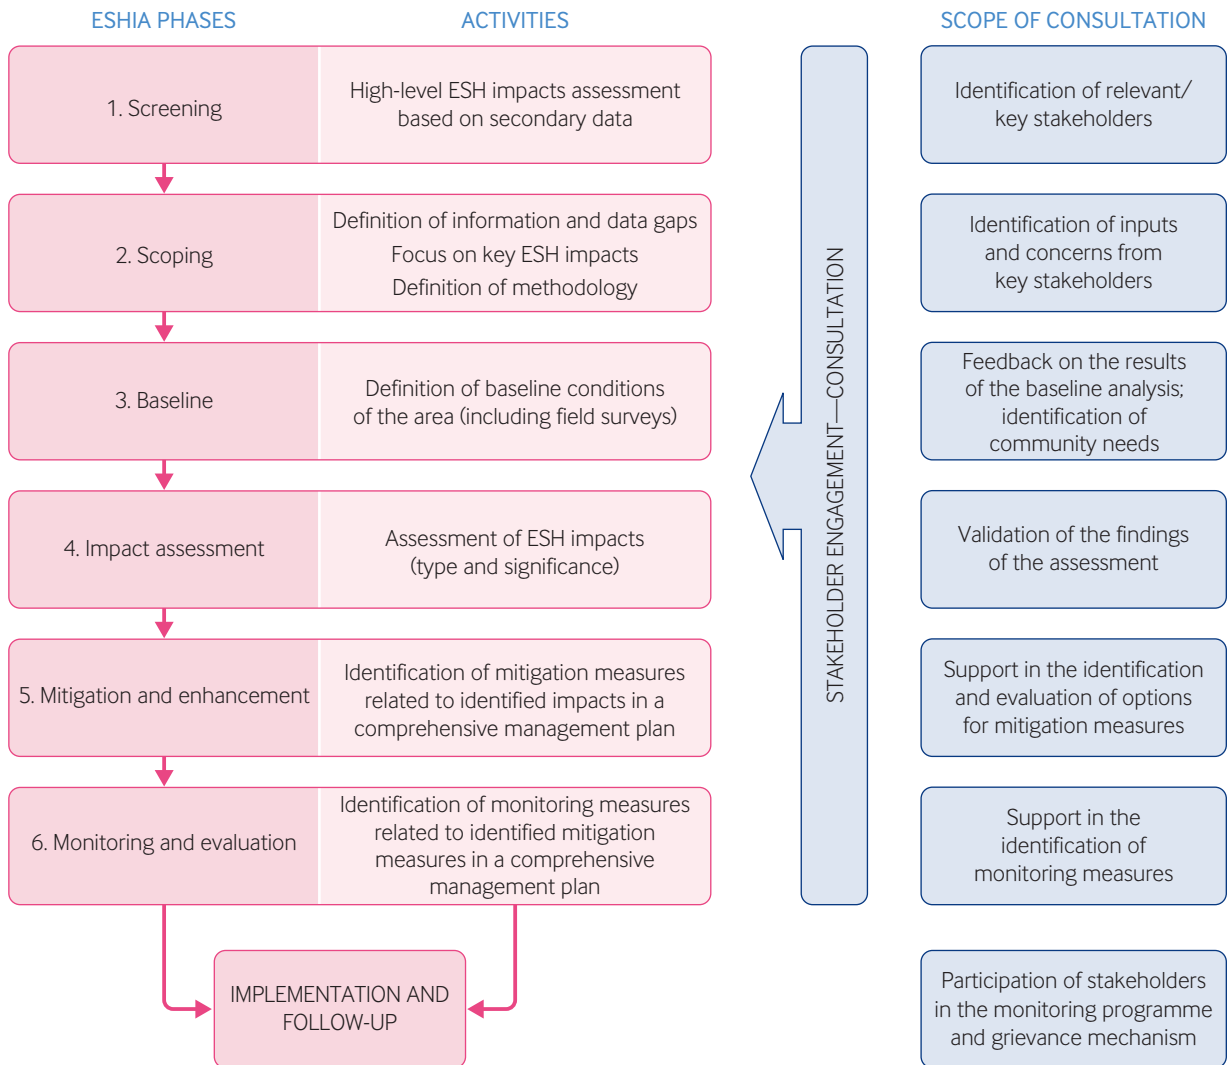 ESHIA PHASES
ACTIVITIES
SCOPE OF CONSULTATION
1. Screening
High-level ESH impacts assessment
based on secondary data
Identification of relevant/
key stakeholders
2. Scoping
Definition of information and data gaps
Focus on key ESH impacts
Definition of methodology
Identification of inputs
and concerns from
key stakeholders
3. Baseline
Definition of baseline conditions
of the area (including field surveys)
Feedback on the results
of the baseline analysis;
identification of
community needs
4. Impact assessment
Assessment of ESH impacts
(type and significance)
Validation of the findings
of the assessment
5. Mitigation and enhancement
Identification of mitigation measures
related to identified impacts in a
comprehensive management plan
Support in the identification
and evaluation of options
for mitigation measures
6. Monitoring and evaluation
Identification of monitoring measures
related to identified mitigation
measures in a comprehensive
management plan
Support in the
identification of
monitoring measures
STAKEHOLDER ENGAGEMENT—CONSULTATION
IMPLEMENTATION AND
FOLLOW-UP
Participation of stakeholders
in the monitoring programme
and grievance mechanism